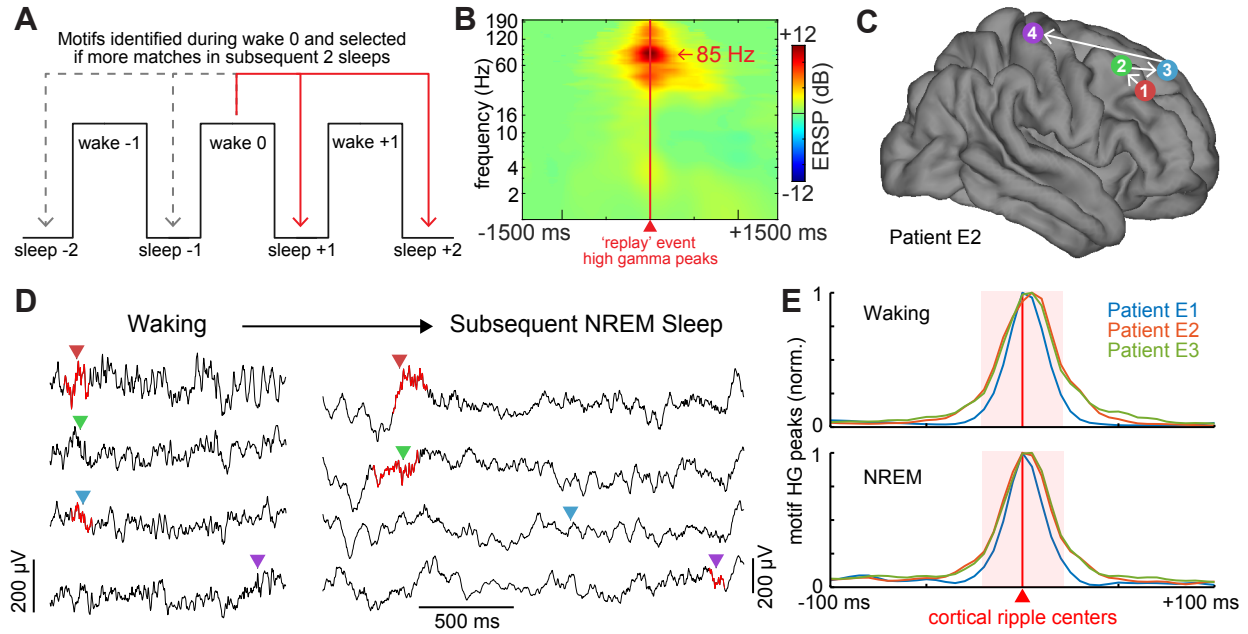 A
Motifs identified during wake 0 and selected
if more matches in subsequent 2 sleeps
wake -1
wake 0
wake +1
sleep -2
sleep -1
sleep +1
sleep +2
B
frequency (Hz)
190
120
60
16
10
4
2
85 Hz
+12
ERSP (dB)
-12
-1500 ms
+1500 ms
'replay' event
high gamma peaks
C
4
2
3
1
Patient E2
D
Waking
Subsequent NREM Sleep
200 µV
500 ms
200 µV
E
motif HG peaks (norm.)
1
Waking
Patient E1
Patient E2
Patient E3
0
1
NREM
0
-100 ms
+100 ms
cortical ripple centers